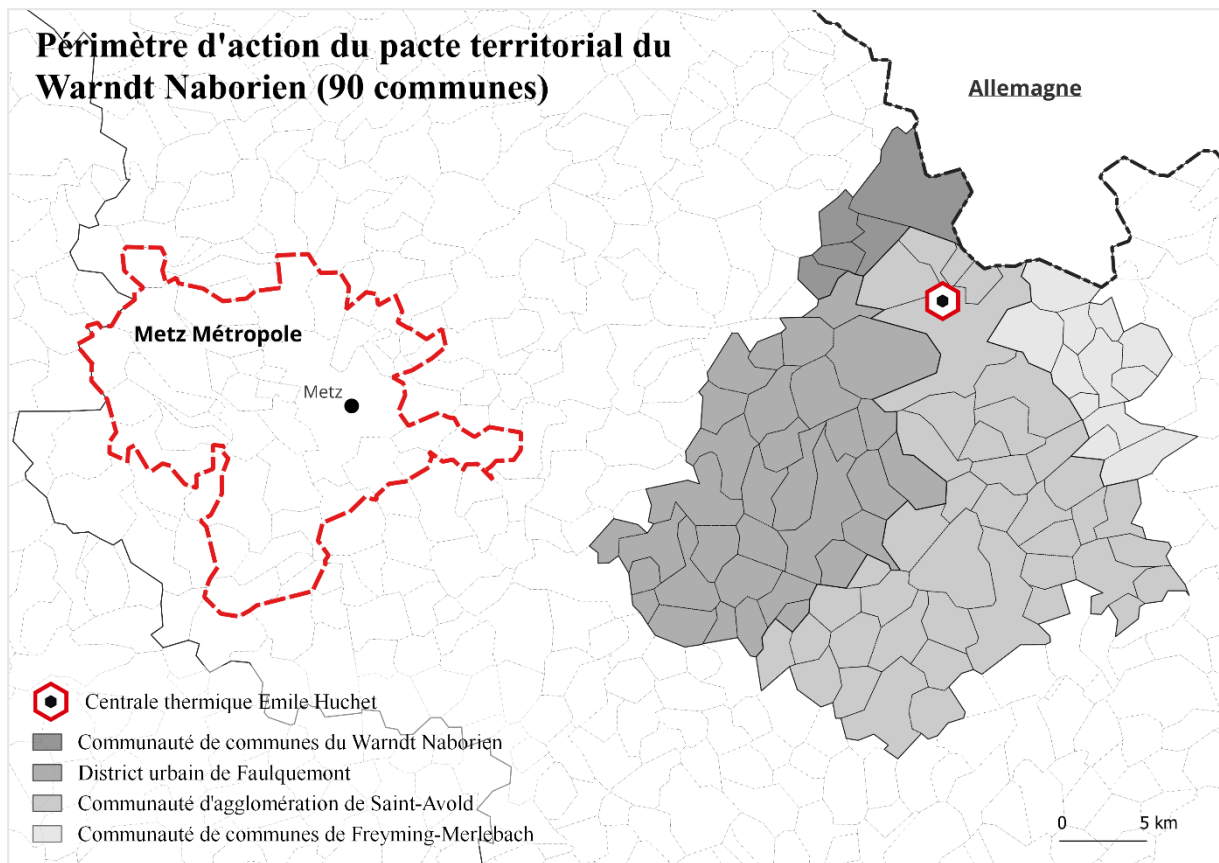 Périmètre d'action du pacte territorial du
Warndt Naborien (90 communes)
Allemagne
Metz Métropole
Metz
Centrale thermique Emile Huchet
Communauté de communes du Warndt Naborien
District urbain de Faulquemont
Communauté d'agglomération de Saint-Avold
Communauté de communes de Freyming-Merlebach
0 5 km